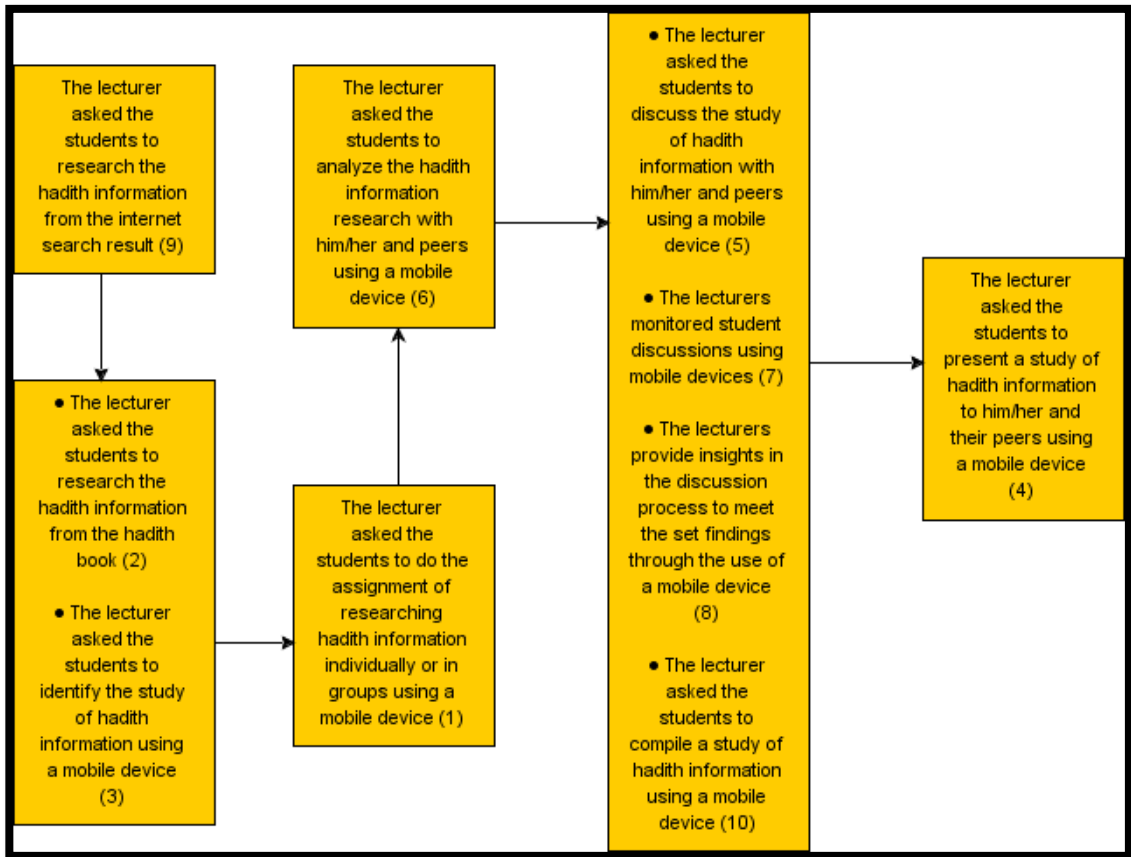 The lecturer
asked the
students to
research the
hadith information
from the internet
search result (9)
● The lecturer
asked the
students to
research the
hadith information
from the hadith
book (2)
● The lecturer
asked the
students to
identify the study
of hadith
information using
a mobile device
(3)
The lecturer
asked the
students to do the
assignment of
researching
hadith information
individually or in
groups using a
mobile device (1)
The lecturer
asked the
students to
analyze the hadith
information
research with
him/her and peers
using a mobile
device (6)
● The lecturer
asked the
students to
discuss the study
of hadith
information with
him/her and peers
using a mobile
device (5)
● The lecturers
monitored student
discussions using
mobile devices (7)
● The lecturers
provide insights in
the discussion
process to meet
the set findings
through the use of
a mobile device
(8)
● The lecturer
asked the
students to
compile a study of
hadith information
using a mobile
device (10)
The lecturer
asked the
students to
present a study of
hadith information
to him/her and
their peers using
a mobile device
(4)